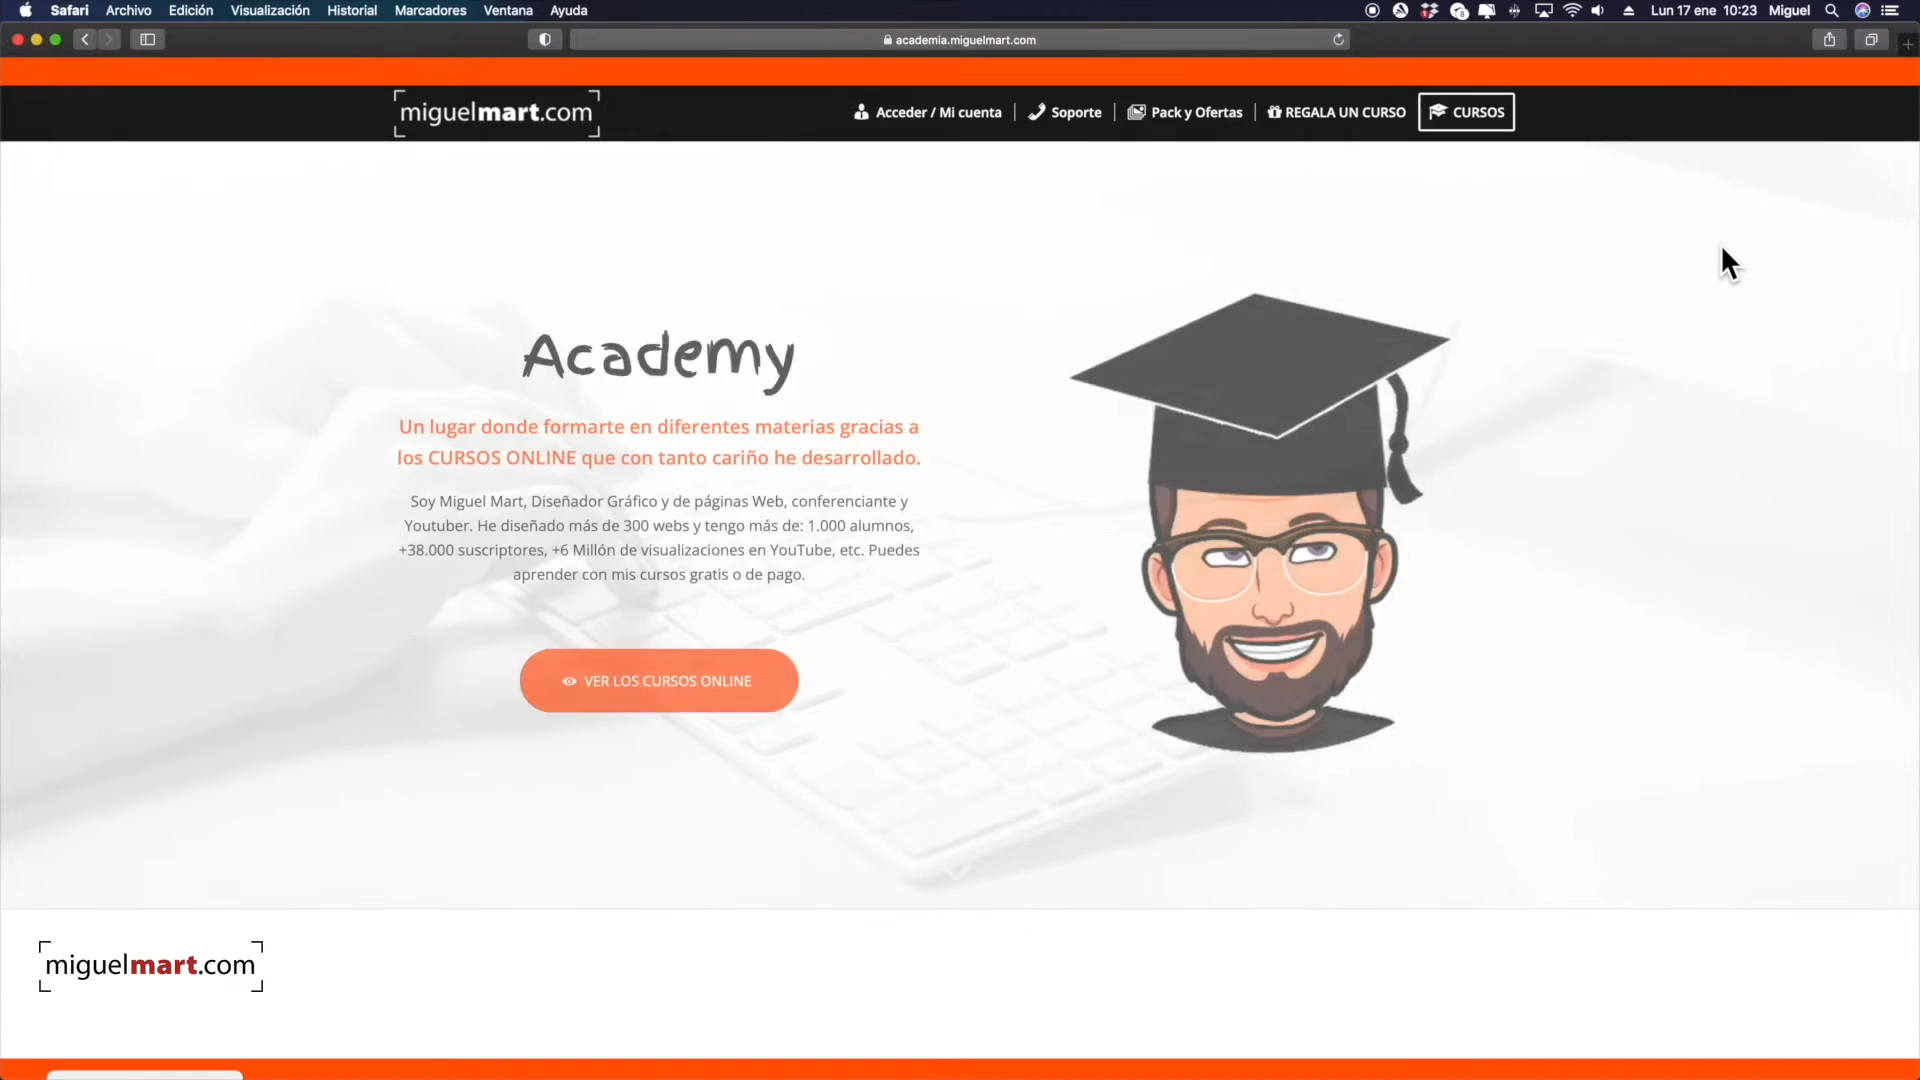 Safari Archivo Edición Visualización Historial Marcadores Ventana Ayuda
Lun 17 ene 10:23 Miguel
academia.miguelmart.com
miguelmart.com
Acceder / Mi cuenta
Soporte
Pack y Ofertas
REGALA UN CURSO
CURSOS
Academy
Un lugar donde formarte en diferentes materias gracias a
los CURSOS ONLINE que con tanto cariño he desarrollado.
Soy Miguel Mart, Diseñador Gráfico y de páginas Web, conferenciante y
Youtuber. He diseñado más de 300 webs y tengo más de: 1.000 alumnos,
+38.000 suscriptores, +6 Millón de visualizaciones en YouTube, etc. Puedes
aprender con mis cursos gratis o de pago.
VER LOS CURSOS ONLINE
miguelmart.com